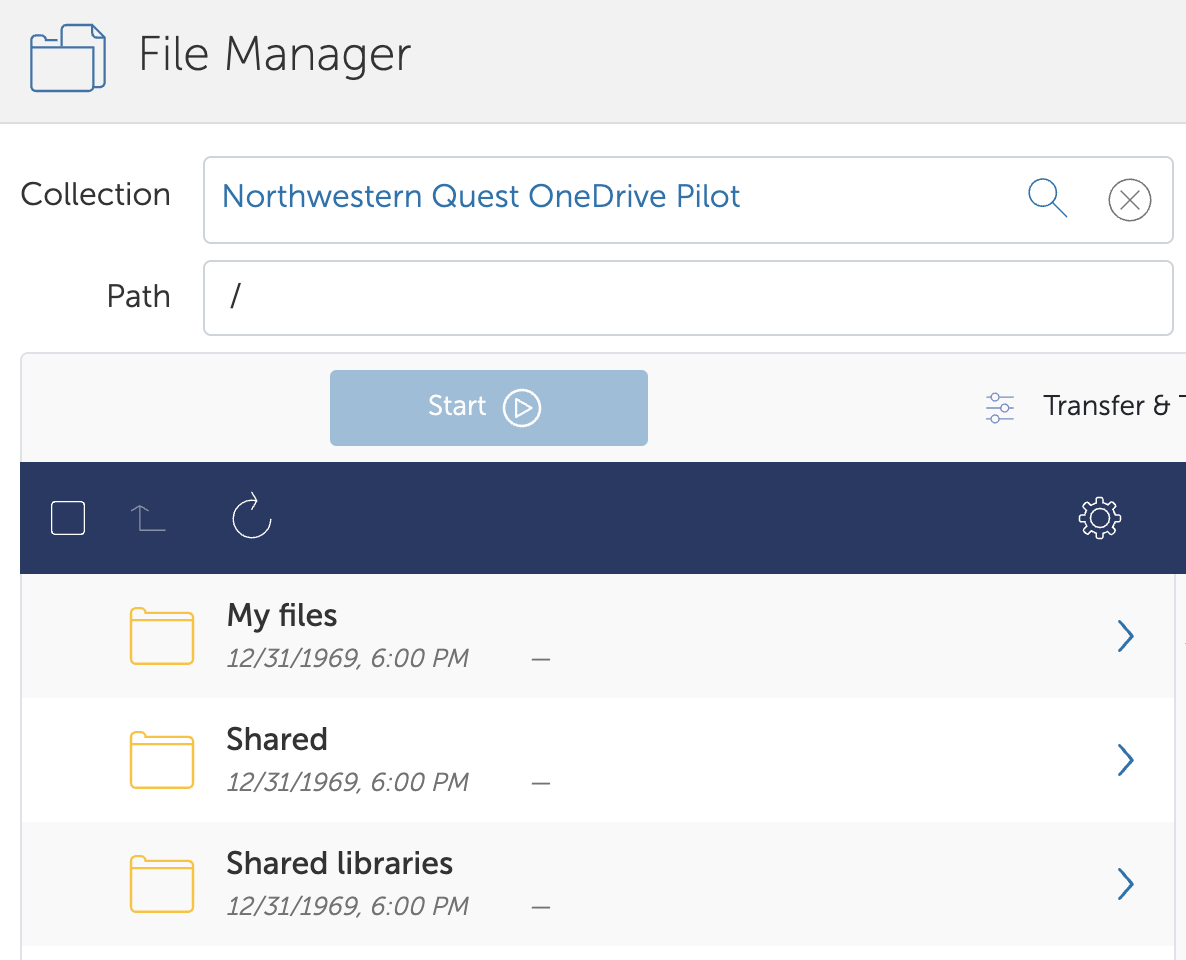 File Manager
Collection
Northwestern Quest OneDrive Pilot
Path
/
Start
Transfer &
My files
12/31/1969, 6:00 PM –
Shared
12/31/1969, 6:00 PM –
Shared libraries
12/31/1969, 6:00 PM –